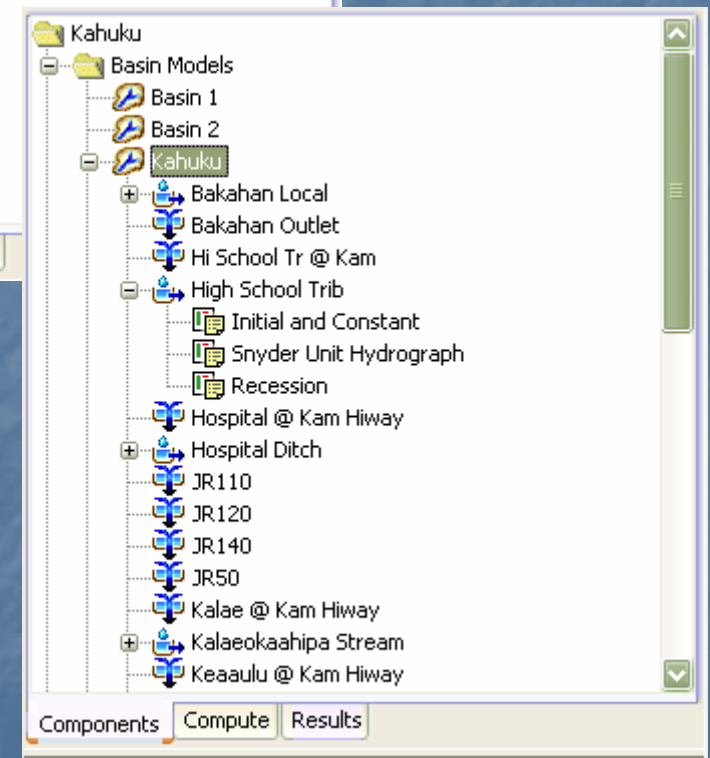 Kahuku
Basin Models
Basin 1
Basin 2
Kahuku
Bakahan Local
Bakahan Outlet
Hi School Tr @ Kam
High School Trib
Initial and Constant
Snyder Unit Hydrograph
Recession
Hospital @ Kam Hiway
Hospital Ditch
JR110
JR120
JR140
JR50
Kalae @ Kam Hiway
Kalaeokaahipa Stream
Keaaulu @ Kam Hiway
Components Compute Results